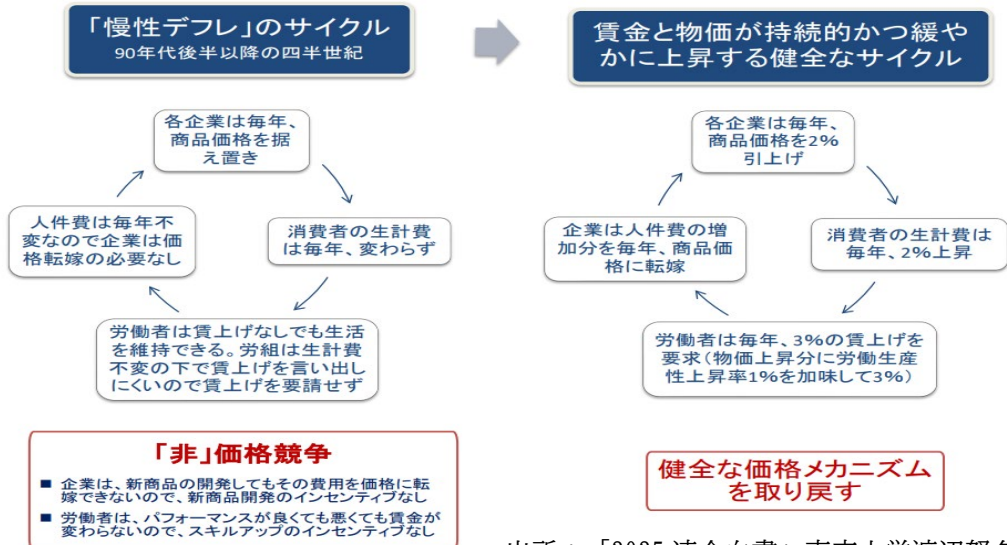 「慢性デフレ」のサイクル
90年代後半以降の四半世紀
各企業は毎年、
商品価格を据
え置き
消費者の生計費
は毎年、変わらず
労働者は賃上げなしでも生活
を維持できる。労組は生計費
不変の下で賃上げを言い出し
にくいので賃上げを要請せず
人件費は毎年不
変なので企業は価
格転嫁の必要なし
「非」価格競争
■ 企業は、新商品の開発してもその費用を価格に転
嫁できないので、新商品開発のインセンティブなし
■ 労働者は、パフォーマンスが良くても悪くても賃金が
変わらないので、スキルアップのインセンティブなし
賃金と物価が持続的かつ緩や
かに上昇する健全なサイクル
各企業は毎年、
商品価格を2%
引上げ
消費者の生計費は
毎年、2%上昇
労働者は毎年、3%の賃上げを
要求(物価上昇分に労働生産
性上昇率1%を加味して3%)
企業は人件費の増
加分を毎年、商品価
格に転嫁
健全な価格メカニズム
を取り戻す